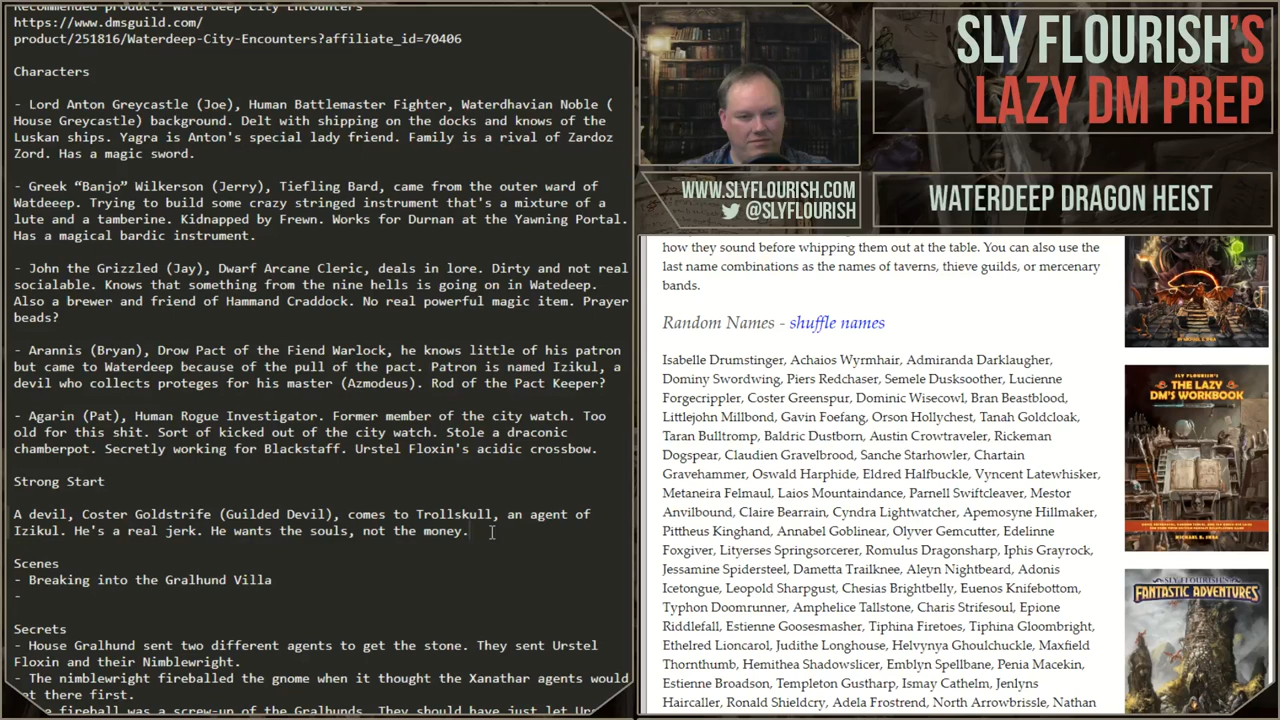 Recommended product: Waterdeep City Encounters
https://www.dmsguild.com/
product/251816/Waterdeep-City-Encounters?affiliate_id=70406
Characters
- Lord Anton Greycastle (Joe), Human Battlemaster Fighter, Waterdhavian Noble (
House Greycastle) background. Delt with shipping on the docks and knows of the
Luskan ships. Yagra is Anton's special lady friend. Family is a rival of Zardoz
Zord. Has a magic sword.
- Greek “Banjo” Wilkerson (Jerry), Tiefling Bard, came from the outer ward of
Watdeeep. Trying to build some crazy stringed instrument that's a mixture of a
lute and a tamberine. Kidnapped by Frewn. Works for Durnan at the Yawning Portal.
Has a magical bardic instrument.
- John the Grizzled (Jay), Dwarf Arcane Cleric, deals in lore. Dirty and not real
socialable. Knows that something from the nine hells is going on in Watedeep.
Also a brewer and friend of Hammand Craddock. No real powerful magic item. Prayer
beads?
- Arannis (Bryan), Drow Pact of the Fiend Warlock, he knows little of his patron
but came to Waterdeep because of the pull of the pact. Patron is named Izikul, a
devil who collects proteges for his master (Azmodeus). Rod of the Pact Keeper?
- Agarin (Pat), Human Rogue Investigator. Former member of the city watch. Too
old for this shit. Sort of kicked out of the city watch. Stole a draconic
chamberpot. Secretly working for Blackstaff. Urstel Floxin's acidic crossbow.
Strong Start
A devil, Coster Goldstrife (Guilded Devil), comes to Trollskull, an agent of
Izikul. He's a real jerk. He wants the souls, not the money.
Scenes
- Breaking into the Gralhund Villa
-
Secrets
- House Gralhund sent two different agents to get the stone. They sent Urstel
Floxin and their Nimblewright.
- The nimblewright fireballed the gnome when it thought the Xanathar agents would
get there first.
fireball was a screw-up of the Gralhunds. They should have just let
SLY FLOURISH'S
LAZY DM PREP
WWW.SLYFLOURISH.COM
@SLYFLOURISH
WATERDEEP DRAGON HEIST
how they sound before whipping them out at the table. You can also use the
last name combinations as the names of taverns, thieve guilds, or mercenary
bands.
Random Names - shuffle names
Isabelle Drumstinger, Achaios Wyrmhair, Admiranda Darklaugher,
Dominy Swordwing, Piers Redchaser, Semele Dusksoother, Lucienne
Forgecrippler, Coster Greenspur, Dominic Wisecowl, Bran Beastblood,
Littlejohn Millbond, Gavin Foefang, Orson Hollychest, Tanah Goldcloak,
Taran Bulltromp, Baldric Dustborn, Austin Crowtraveler, Rickeman
Dogspear, Claudien Gravelbrood, Sanche Starhowler, Chartain
Gravehammer, Oswald Harphide, Eldred Halfbuckle, Vyncent Latewhisker,
Metaneira Felmaul, Laios Mountaindance, Parnell Swiftcleaver, Mestor
Anvilbound, Claire Bearrain, Cyndra Lightwatcher, Apemosyne Hillmaker,
Pittheus Kinghand, Annabel Goblinear, Olyver Gemcutter, Edelinne
Foxgiver, Lityerses Springsorcerer, Romulus Dragonsharp, Iphis Grayrock,
Jessamine Spidersteel, Dametta Trailknee, Aleyn Nightbeard, Adonis
Icetongue, Leopold Sharpgust, Chesias Brightbelly, Euenos Knifebottom,
Typhon Doomrunner, Amphelice Tallstone, Charis Strifesoul, Epione
Riddlefall, Estienne Goosesmasher, Tiphina Firetoes, Tiphina Gloombright,
Ethelred Lioncarol, Judithe Longhouse, Helvynya Ghoulchuckle, Maxfield
Thornthumb, Hemithea Shadowslicer, Emblyn Spellbane, Penia Macekin,
Estienne Broadson, Templeton Gustharp, Ismay Cathelm, Jenlyns
Haircaller, Ronald Shieldcry, Adela Frostrend, North Arrowbrissle, Nathan
SLY FLOURISH'S
THE LAZY
DM'S WORKBOOK
SLY FLOURISH'S
FANTASTIC ADVENTURES